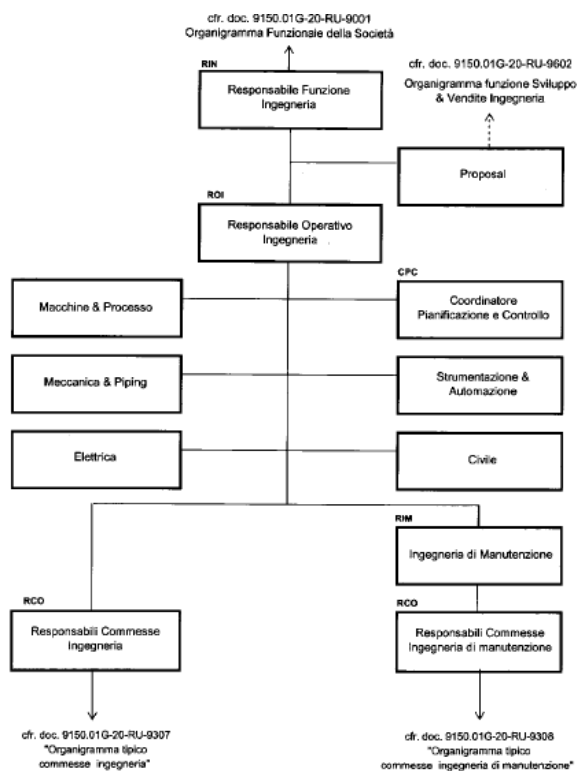 cfr. doc. 9150.01G-20-RU-9001
Organigramma Funzionale della Società
cfr. doc. 9150.01G-20-RU-9602
Organigramma funzione Sviluppo
& Vendite Ingegneria
RIN
Responsabile Funzione
Ingegneria
Proposal
ROI
Responsabile Operativo
Ingegneria
CPC
Macchine & Processo
Coordinatore
Pianificazione e Controllo
Meccanica & Piping
Strumentazione &
Automazione
Elettrica
Civile
RIM
Ingegneria di Manutenzione
RCO
Responsabili Commesse
Ingegneria
RCO
Responsabili Commesse
Ingegneria di manutenzione
cfr. doc. 9150.01G-20-RU-9307
"Organigramma tipico
commesse ingegneria"
cfr. doc. 9150.01G-20-RU-9308
"Organigramma tipico
commesse ingegneria di manutenzione"